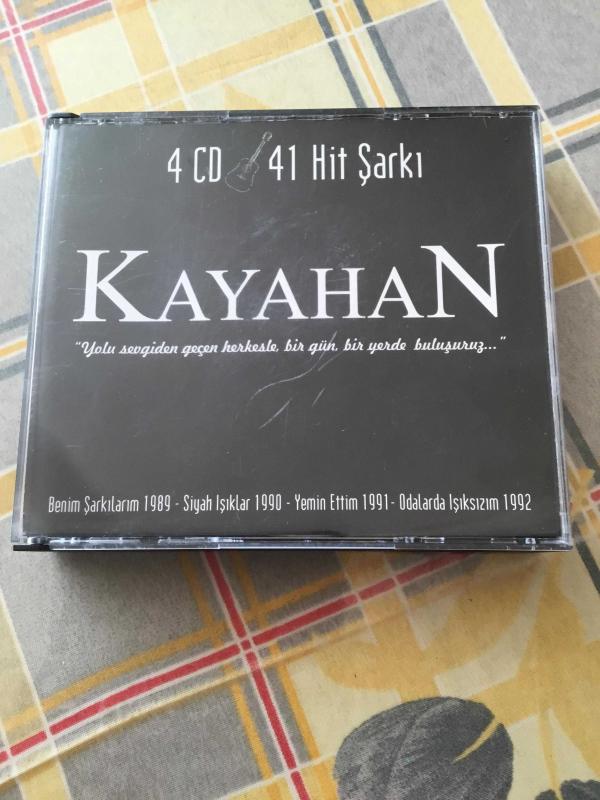 4 CD 41 Hit Şarkı
KAYAHAN
“Yolu sevgiden geçen herkesle, bir gün, bir yerde buluşuruz...”
Benim Şarkılarım 1989 - Siyah Işıklar 1990 - Yemin Ettim 1991- Odalarda Işıksızım 1992